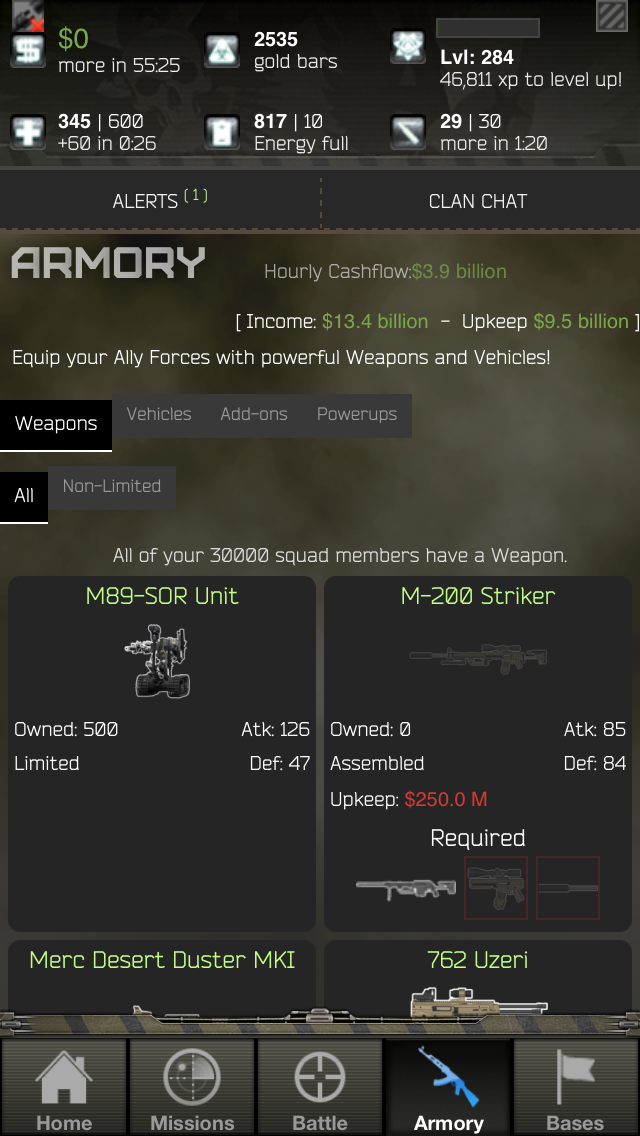 $0
more in 55:25
2535
gold bars
Lvl: 284
46,811 xp to level up!
345 | 600
+60 in 0:26
817 | 10
Energy full
29 | 30
more in 1:20
ALERTS (1)
CLAN CHAT
ARMORY
Hourly Cashflow:$3.9 billion
[ Income: $13.4 billion – Upkeep $9.5 billion ]
Equip your Ally Forces with powerful Weapons and Vehicles!
Weapons Vehicles Add-ons Powerups
All Non-Limited
All of your 30000 squad members have a Weapon.
M89-SOR Unit
Owned: 500 Atk: 126
Limited Def: 47
M-200 Striker
Owned: 0 Atk: 85
Assembled Def: 84
Upkeep: $250.0 M
Required
Merc Desert Duster MKI
762 Uzeri
Home Missions Battle Armory Bases